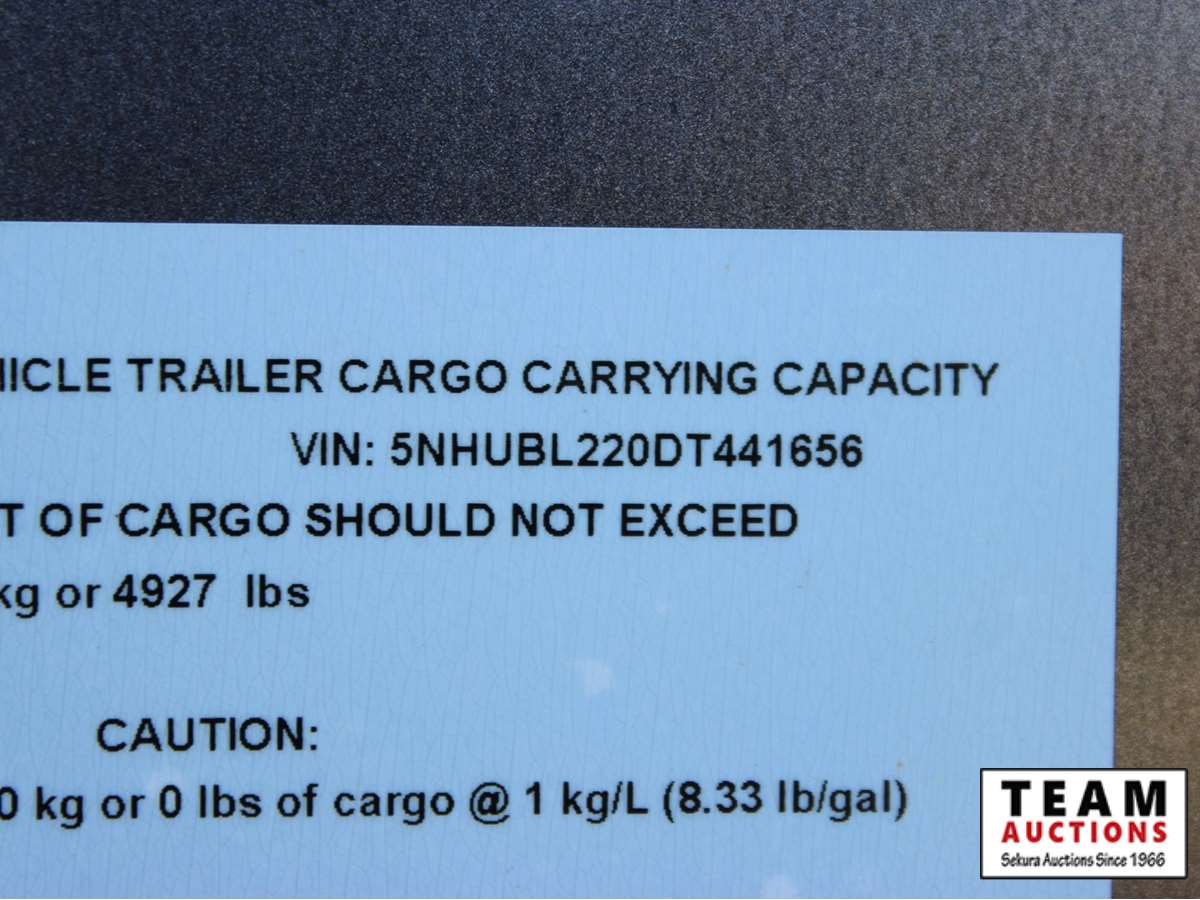 HICLE TRAILER CARGO CARRYING CAPACITY
VIN: 5NHUBL220DT441656
T OF CARGO SHOULD NOT EXCEED
kg or 4927 lbs
CAUTION:
0 kg or 0 lbs of cargo @ 1 kg/L (8.33 lb/gal)
TEAM
AUCTIONS
Sekura Auctions Since 1966